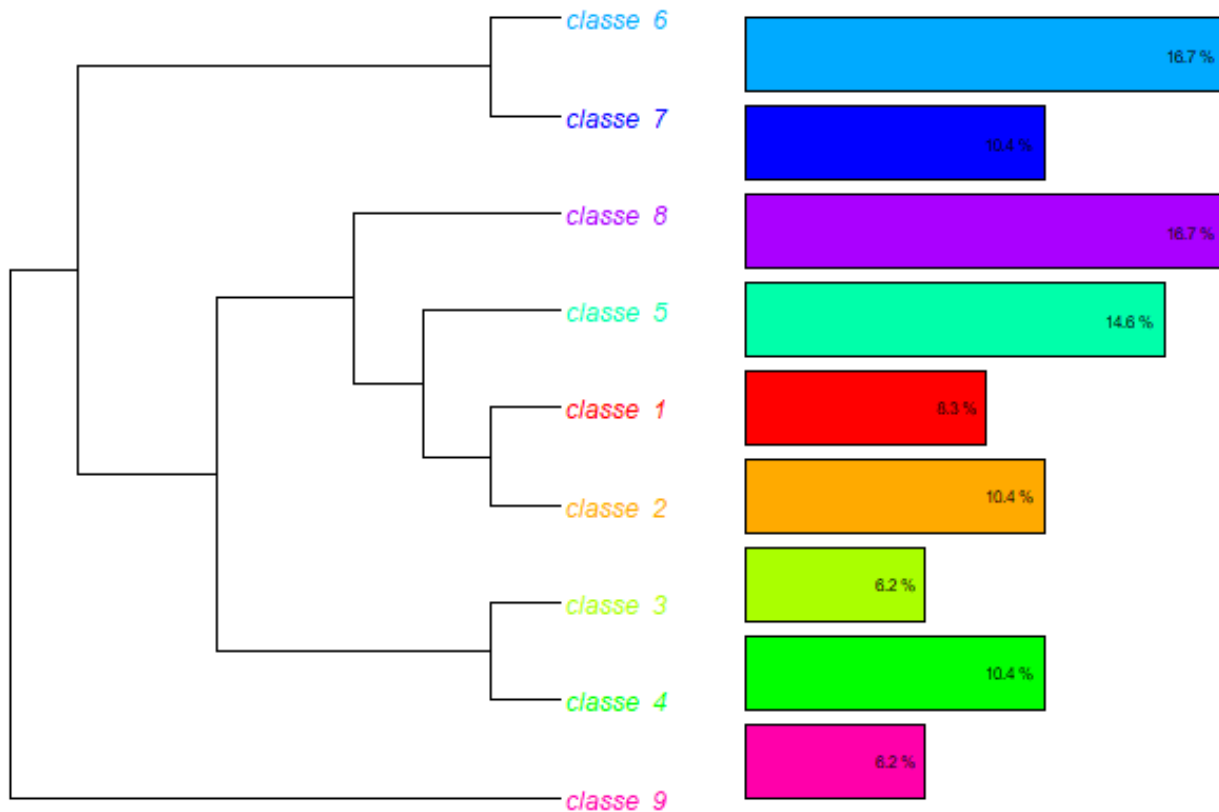 classe 6
16.7 %
classe 7
10.4 %
classe 8
16.7 %
classe 5
14.6 %
classe 1
8.3 %
classe 2
10.4 %
classe 3
6.2 %
classe 4
10.4 %
classe 9
6.2 %